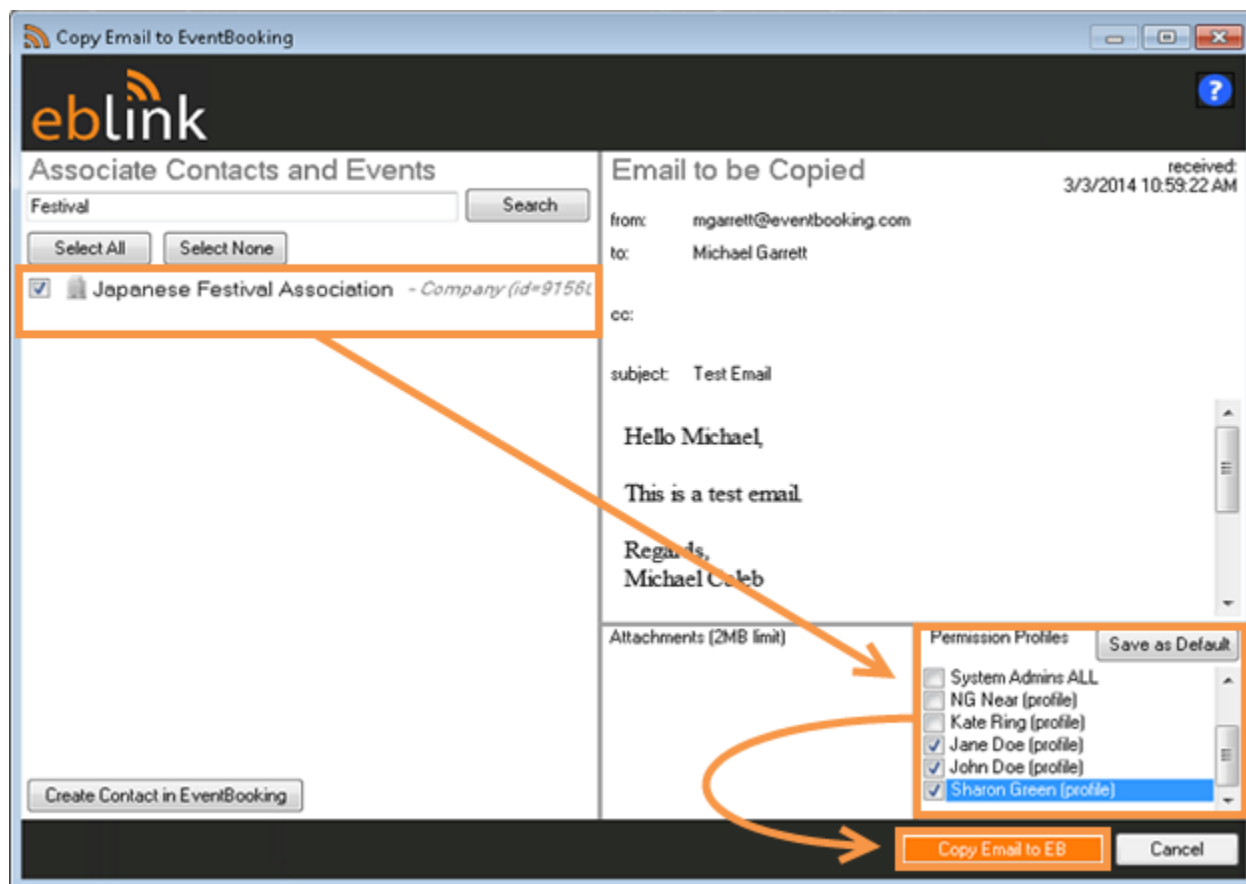 Copy Email to EventBooking
eblink
?
Associate Contacts and Events
Festival
Search
Select All
Select None
Japanese Festival Association - Company (id=9156
Create Contact in EventBooking
Email to be Copied
received:
3/3/2014 10:59:22 AM
from: mgarrett@eventbooking.com
to: Michael Garrett
cc:
subject: Test Email
Hello Michael,
This is a test email.
Regards,
Michael Caleb
Attachments (2MB limit)
Permission Profiles
Save as Default
System Admins ALL
NG Near (profile)
Kate Ring (profile)
Jane Doe (profile)
John Doe (profile)
Sharon Green (profile)
Copy Email to EB
Cancel